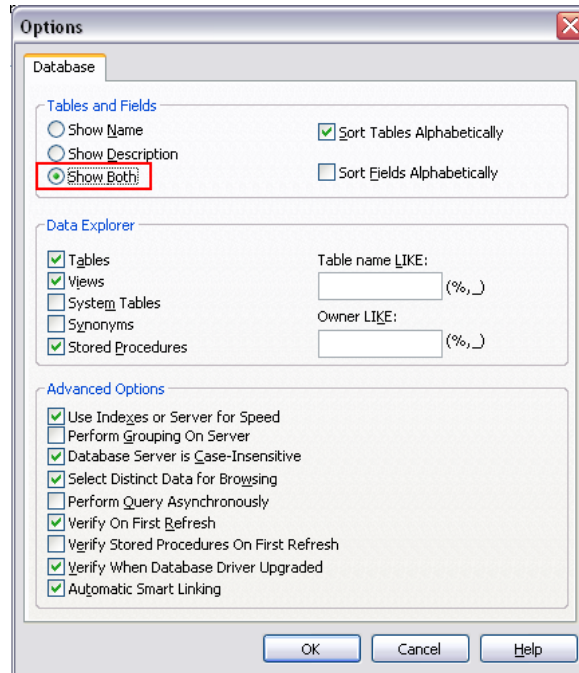 Options
Database
Tables and Fields
Show Name
Sort Tables Alphabetically
Show Description
Show Both
Sort Fields Alphabetically
Data Explorer
Tables
Table name LIKE:
Views
(%,_)
System Tables
Synonyms
Owner LIKE:
Stored Procedures
(%,_)
Advanced Options
Use Indexes or Server for Speed
Perform Grouping On Server
Database Server is Case-Insensitive
Select Distinct Data for Browsing
Perform Query Asynchronously
Verify On First Refresh
Verify Stored Procedures On First Refresh
Verify When Database Driver Upgraded
Automatic Smart Linking
OK Cancel Help